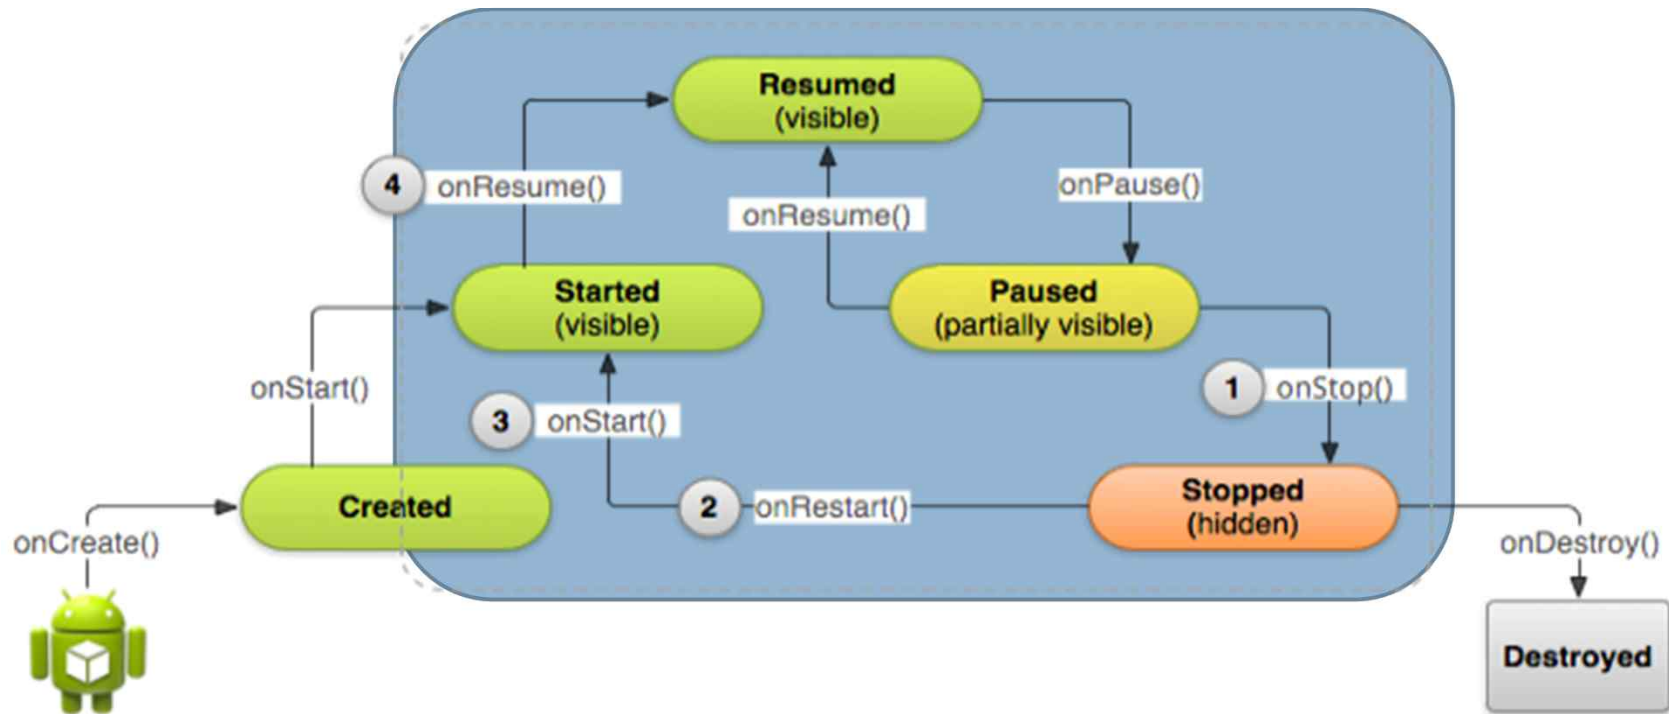 Resumed
(visible)
4
onResume()
onPause()
onResume()
Started
(visible)
Paused
(partially visible)
onStart()
1
onStop()
3
onStart()
Created
2
onRestart()
Stopped
(hidden)
onCreate()
onDestroy()
Destroyed